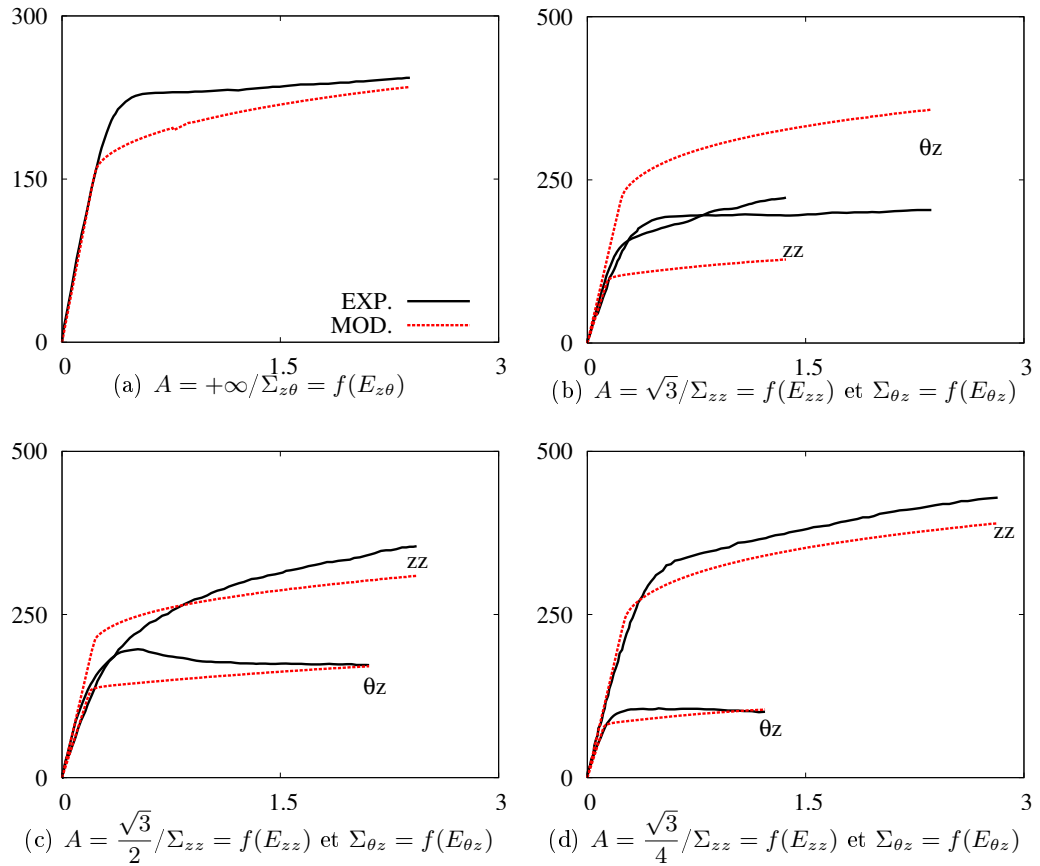 300
150
0
EXP.
MOD.
0 1.5 3
(a) A = +∞/Σzθ = f(Ezθ)
500
250
0
θz
zz
0 1.5 3
(b) A = √3/Σzz = f(Ezz) et Σθz = f(Eθz)
500
250
0
zz
θz
0 1.5 3
(c) A = √3/2 /Σzz = f(Ezz) et Σθz = f(Eθz)
500
250
0
zz
θz
0 1.5 3
(d) A = √3/4 /Σzz = f(Ezz) et Σθz = f(Eθz)